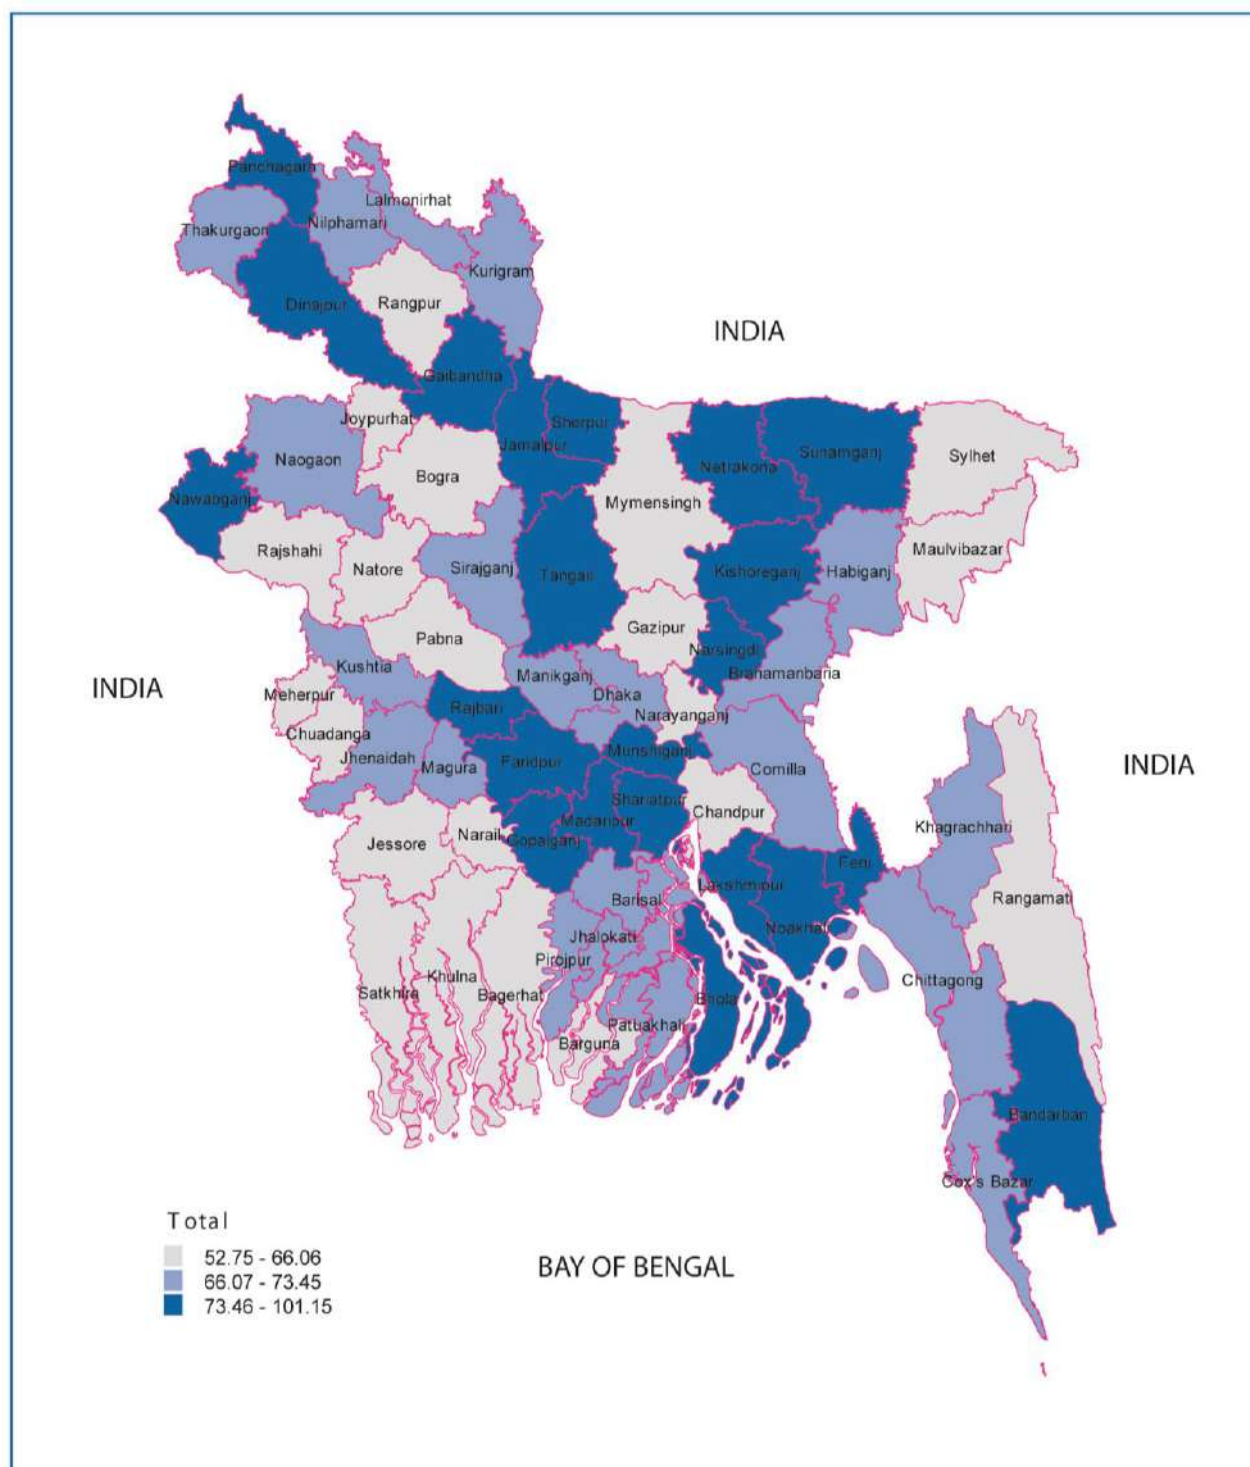 Panchagara
Lalmonirhat
Thakurgaon
Nilphamari
Kurigram
Dinajpur
Rangpur
INDIA
Gaibandha
Joypurhat
Sherpur
Jamalpur
Naogaon
Bogra
Netrakona
Sunamganj
Sylhet
Nawabganj
Mymensingh
Rajshahi
Natore
Sirajganj
Tangail
Kishoreganj
Habiganj
Maulvibazar
Gazipur
Pabna
Narsingdi
Kushtia
Manikganj
Branamanbaria
INDIA
Meherpur
Dhaka
Rajbari
Narayanganj
Chuadanga
Jhenaidah
Magura
Faridpur
Munshiganj
Comilla
INDIA
Shariatpur
Madaripur
Chandpur
Khagrachhari
Jessore
Narail
Gopalganj
Feni
Lakshmipur
Barisal
Rangamati
Noakhali
Jhalokati
Pirojpur
Khulna
Chittagong
Satkhira
Bagerhat
Bhola
Patuakhali
Barguna
Bandarban
Cox's Bazar
Total
52.75 - 66.06
66.07 - 73.45
73.46 - 101.15
BAY OF BENGAL